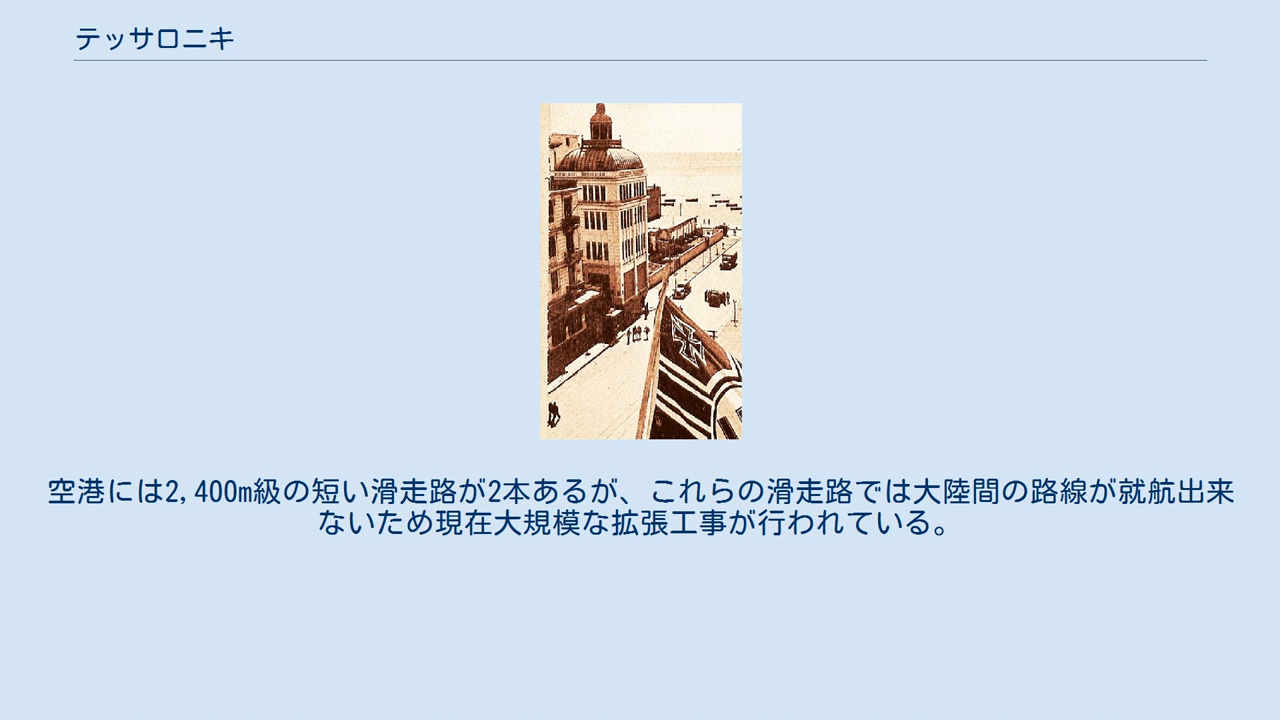 テッサロニキ
空港には2,400m級の短い滑走路が2本あるが、これらの滑走路では大陸間の路線が就航出来
ないため現在大規模な拡張工事が行われている。